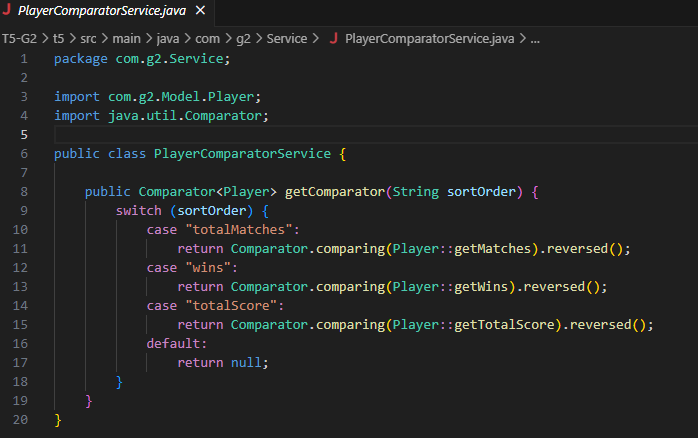 PlayerComparatorService.java ×
T5-G2 > t5 > src > main > java > com > g2 > Service > J PlayerComparatorService.java > ...
1 package com.g2.Service;
2
3 import com.g2.Model.Player;
4 import java.util.Comparator;
5
6 public class PlayerComparatorService {
7
8     public Comparator<Player> getComparator(String sortOrder) {
9         switch (sortOrder) {
10             case "totalMatches":
11                 return Comparator.comparing(Player::getMatches).reversed();
12             case "wins":
13                 return Comparator.comparing(Player::getWins).reversed();
14             case "totalScore":
15                 return Comparator.comparing(Player::getTotalScore).reversed();
16             default:
17                 return null;
18         }
19     }
20 }